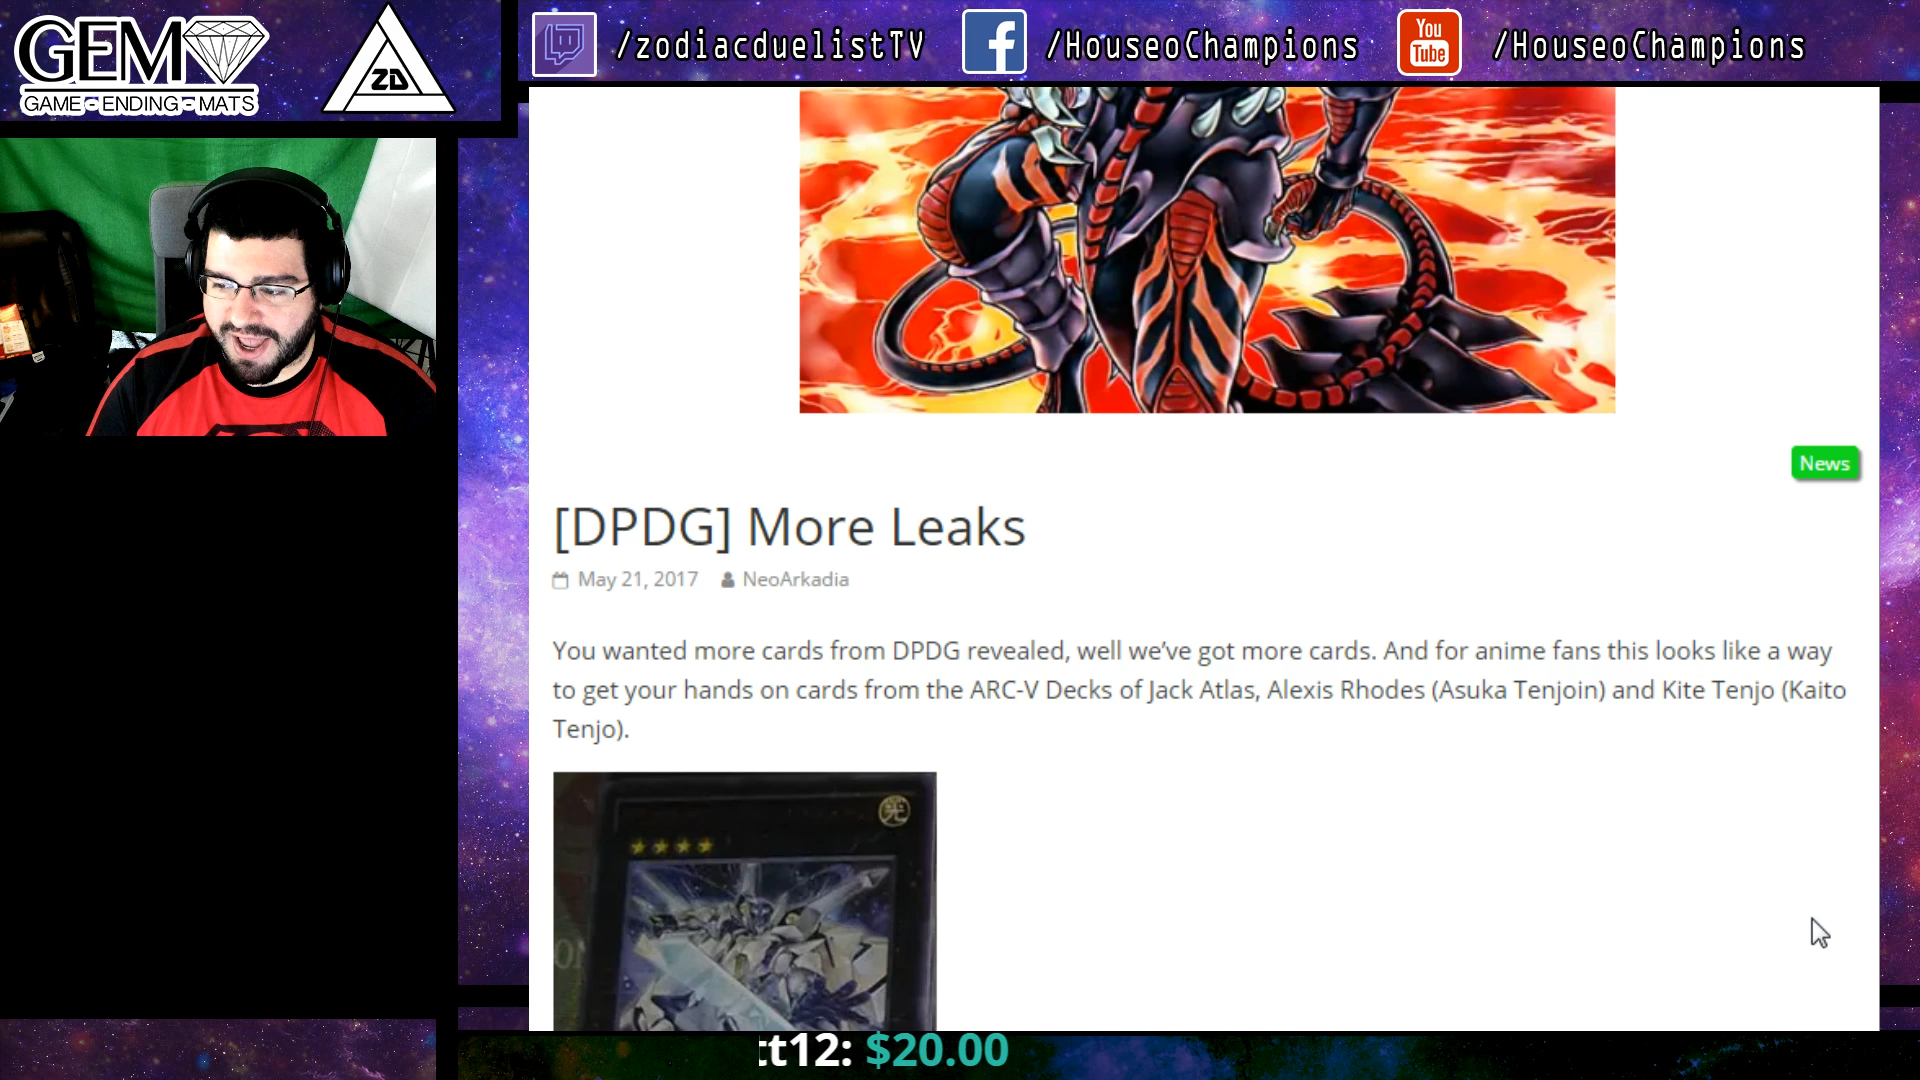 GEM
GAME-ENDING-MATS
ZD
/zodiacduelistTV
/HouseoChampions
You
Tube
/HouseoChampions
News
[DPDG] More Leaks
May 21, 2017 NeoArkadia
You wanted more cards from DPDG revealed, well we've got more cards. And for anime fans this looks like a way
to get your hands on cards from the ARC-V Decks of Jack Atlas, Alexis Rhodes (Asuka Tenjoin) and Kite Tenjo (Kaito
Tenjo).
光
tt12: $20.00